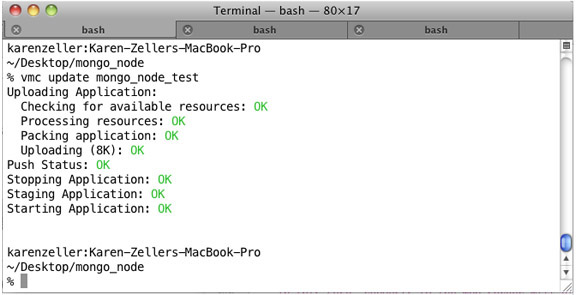 Terminal — bash — 80×17
bash bash bash
karenzeller:Karen-Zellers-MacBook-Pro
~/Desktop/mongo_node
% vmc update mongo_node_test
Uploading Application:
  Checking for available resources: OK
  Processing resources: OK
  Packing application: OK
  Uploading (8K): OK
Push Status: OK
Stopping Application: OK
Staging Application: OK
Starting Application: OK
karenzeller:Karen-Zellers-MacBook-Pro
~/Desktop/mongo_node
%